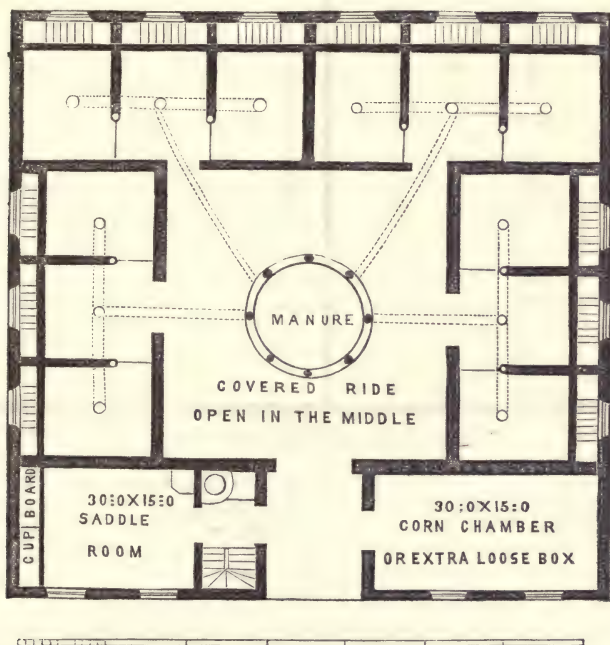 MANURE
COVERED RIDE
OPEN IN THE MIDDLE
CUP BOARD
30:0X15:0
SADDLE
ROOM
30:0X15:0
CORN CHAMBER
OR EXTRA LOOSE BOX